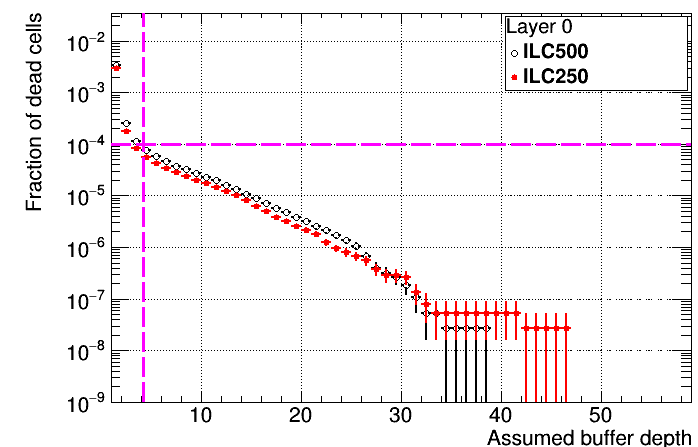 Fraction of dead cells
10⁻²
10⁻³
10⁻⁴
10⁻⁵
10⁻⁶
10⁻⁷
10⁻⁸
10⁻⁹
Layer 0
ILC500
ILC250
10 20 30 40 50
Assumed buffer depth